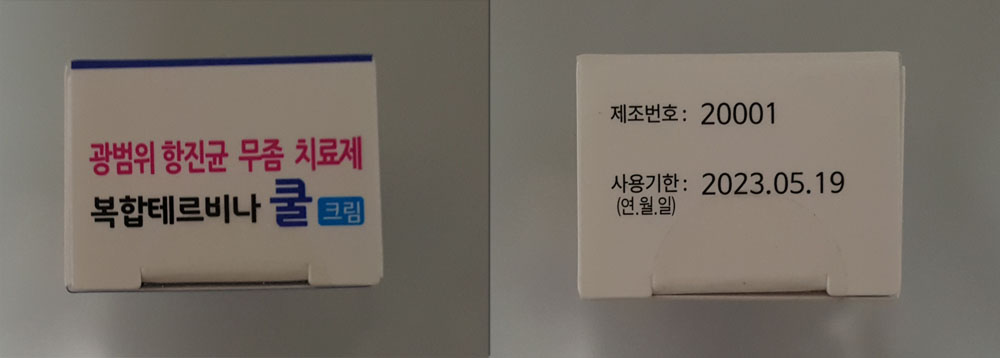 광범위 항진균 무좀 치료제
복합테르비나 쿨 크림
제조번호: 20001
사용기한: 2023.05.19
(연.월.일)